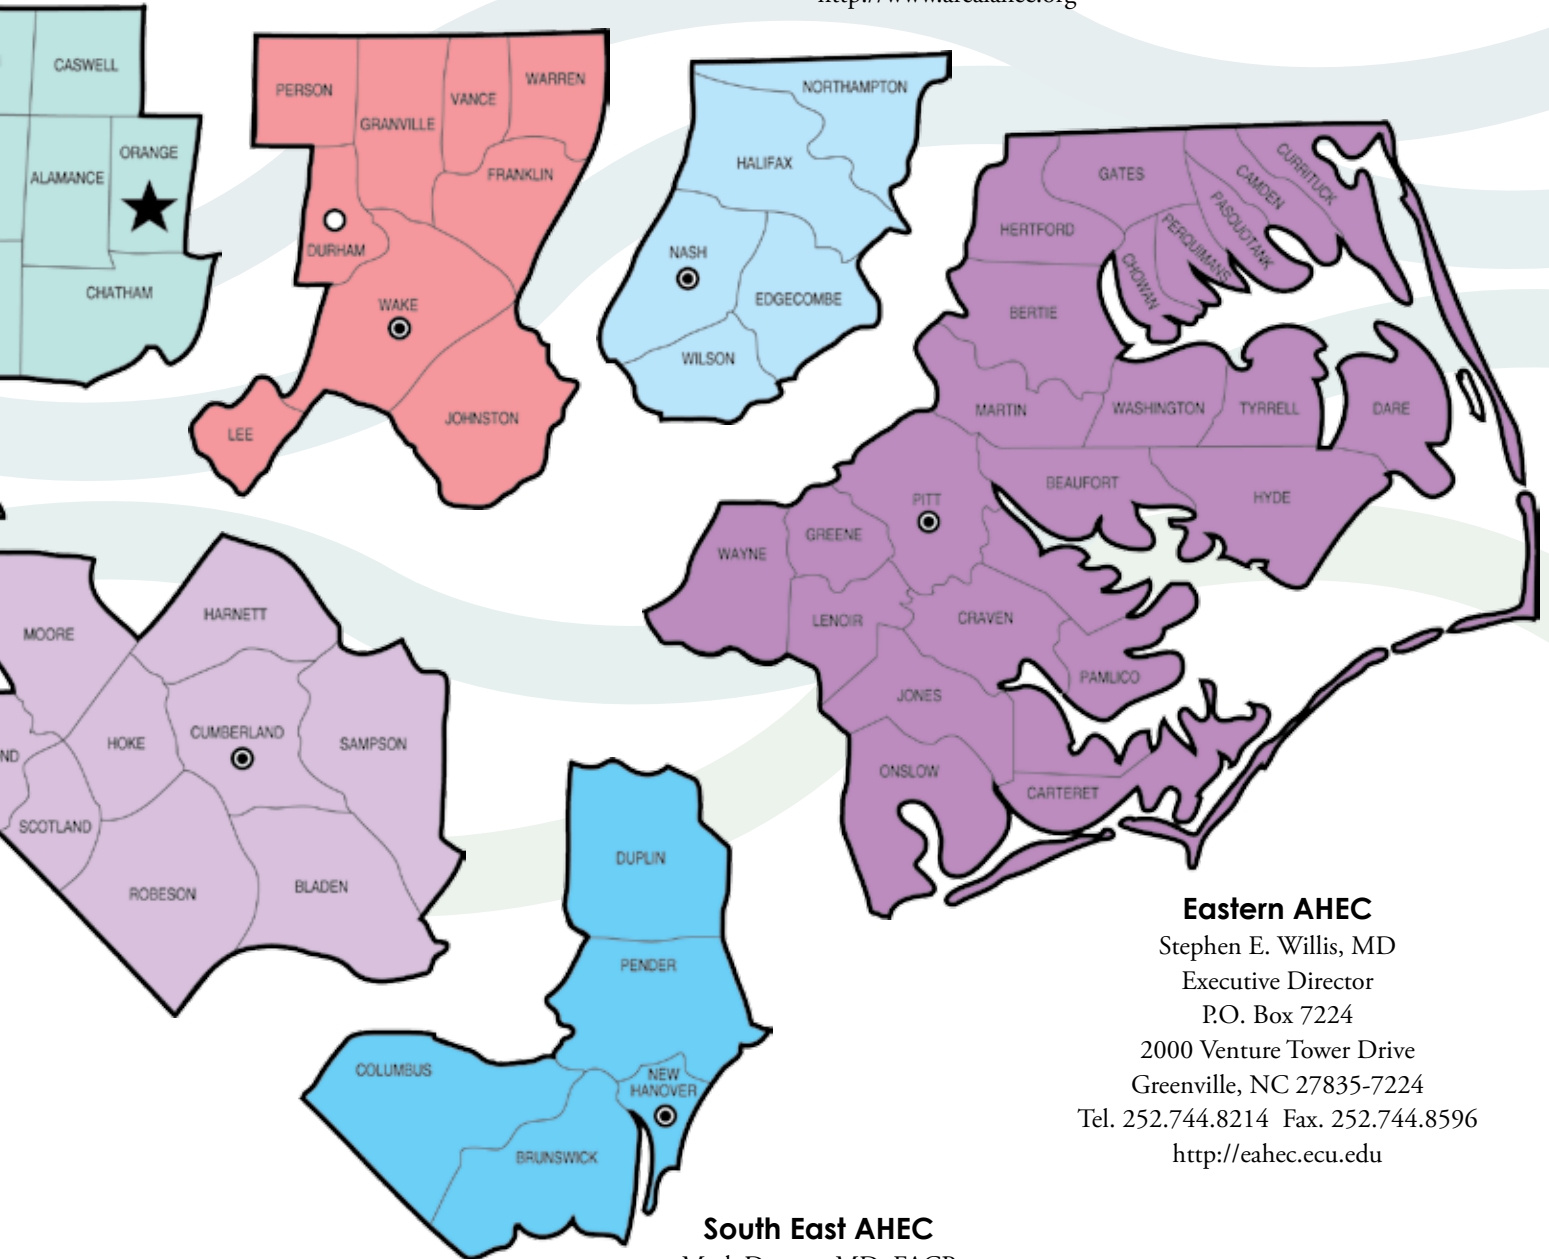 CASWELL
ALAMANCE
ORANGE
CHATHAM
PERSON
GRANVILLE
VANCE
WARREN
FRANKLIN
DURHAM
WAKE
LEE
JOHNSTON
NORTHAMPTON
HALIFAX
NASH
EDGECOMBE
WILSON
GATES
HERTFORD
CURRITUCK
CAMDEN
PASQUOTANK
PERQUIMANS
CHOWAN
BERTIE
MARTIN
WASHINGTON
TYRRELL
DARE
PITT
BEAUFORT
HYDE
GREENE
WAYNE
LENOIR
CRAVEN
PAMLICO
JONES
ONSLOW
CARTERET
MOORE
HARNETT
HOKE
CUMBERLAND
SAMPSON
ND
SCOTLAND
ROBESON
BLADEN
DUPLIN
PENDER
COLUMBUS
NEW
HANOVER
BRUNSWICK
Eastern AHEC
Stephen E. Willis, MD
Executive Director
P.O. Box 7224
2000 Venture Tower Drive
Greenville, NC 27835-7224
Tel. 252.744.8214 Fax. 252.744.8596
http://eahec.ecu.edu
South East AHEC